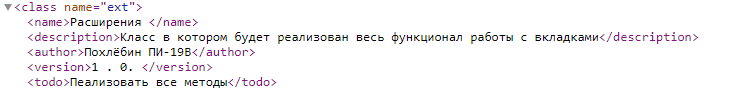 ▼<class name="ext">
<name>Расширения </name>
<description>Класс в котором будет реализован весь функционал работы с вкладками</description>
<author>Похлёбин ПИ-19В</author>
<version>1 . 0. </version>
<todo>Пеализовать все методы</todo>